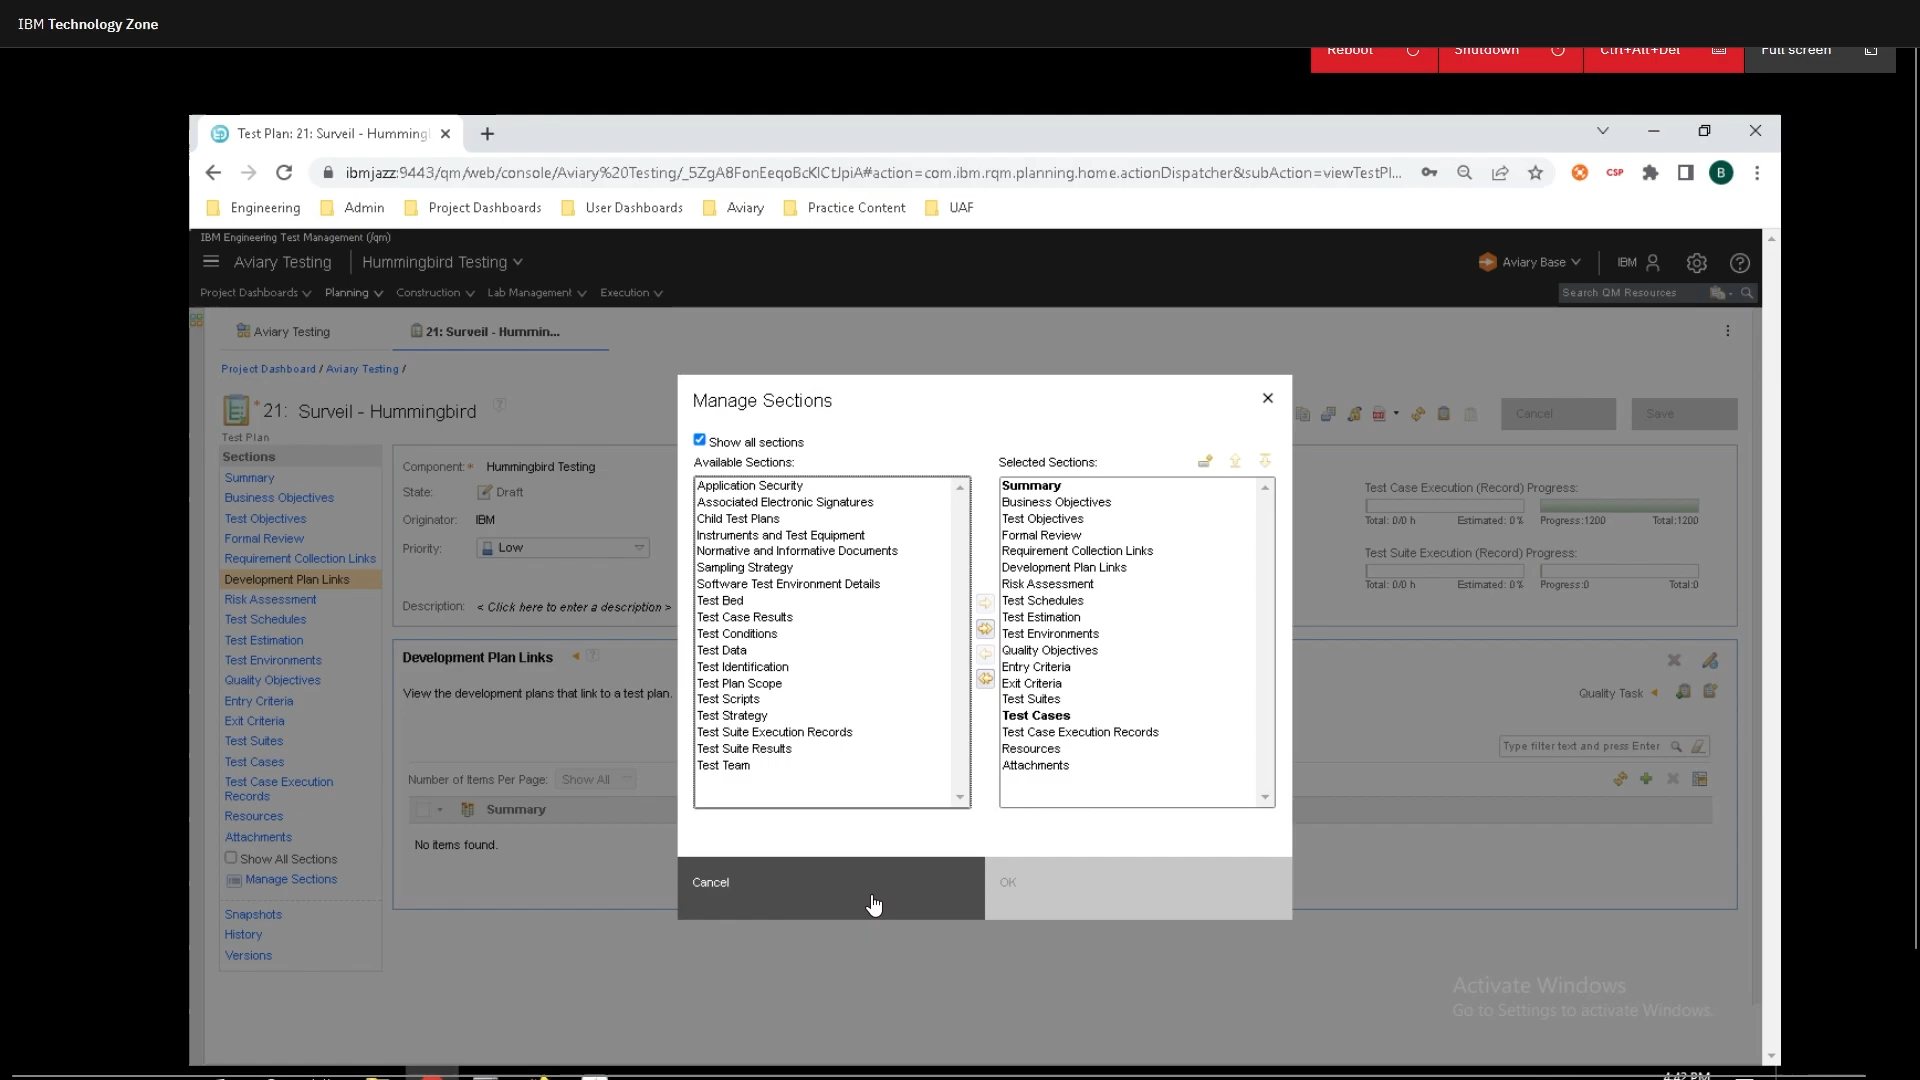 IBM Technology Zone
Reboot
Shutdown
Ctrl+Alt+Del
Full screen
Test Plan: 21: Surveil - Humming
ibmjazz:9443/qm/web/console/Aviary%20Testing/_5ZgA8FonEeqoBcKlCtJpiA#action=com.ibm.rqm.planning.home.actionDispatcher&subAction=viewTestPl...
CSP
B
Engineering
Admin
Project Dashboards
User Dashboards
Aviary
Practice Content
UAF
IBM Engineering Test Management (/qm)
Aviary Testing
Hummingbird Testing
Aviary Base
IBM
Project Dashboards
Planning
Construction
Lab Management
Execution
Search QM Resources
Aviary Testing
21: Surveil - Hummin...
Project Dashboard / Aviary Testing /
* 21: Surveil - Hummingbird
Test Plan
Cancel
Save
Sections
Summary
Business Objectives
Test Objectives
Formal Review
Requirement Collection Links
Development Plan Links
Risk Assessment
Test Schedules
Test Estimation
Test Environments
Quality Objectives
Entry Criteria
Exit Criteria
Test Suites
Test Cases
Test Case Execution
Records
Resources
Attachments
Show All Sections
Manage Sections
Snapshots
History
Versions
Component:* Hummingbird Testing
State: Draft
Originator: IBM
Priority: Low
Description: < Click here to enter a description >
Test Case Execution (Record) Progress:
Total: 0/0 h Estimated: 0% Progress:1200 Total:1200
Test Suite Execution (Record) Progress:
Total: 0/0 h Estimated: 0% Progress:0 Total:0
Development Plan Links
View the development plans that link to a test plan.
Quality Task
Type filter text and press Enter
Number of Items Per Page: Show All
Summary
No items found.
Manage Sections
Show all sections
Available Sections:
Application Security
Associated Electronic Signatures
Child Test Plans
Instruments and Test Equipment
Normative and Informative Documents
Sampling Strategy
Software Test Environment Details
Test Bed
Test Case Results
Test Conditions
Test Data
Test Identification
Test Plan Scope
Test Scripts
Test Strategy
Test Suite Execution Records
Test Suite Results
Test Team
Selected Sections:
Summary
Business Objectives
Test Objectives
Formal Review
Requirement Collection Links
Development Plan Links
Risk Assessment
Test Schedules
Test Estimation
Test Environments
Quality Objectives
Entry Criteria
Exit Criteria
Test Suites
Test Cases
Test Case Execution Records
Resources
Attachments
Cancel
OK
Activate Windows
Go to Settings to activate Windows.
4:42 PM